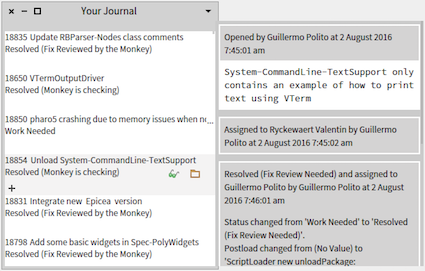 Your Journal
18835 Update RBParser-Nodes class comments
Resolved (Fix Reviewed by the Monkey)
18650 VTermOutputDriver
Resolved (Monkey is checking)
18850 pharo5 crashing due to memory issues when n...
Work Needed
18854 Unload System-CommandLine-TextSupport
Resolved (Monkey is checking)
18831 Integrate new Epicea version
Resolved (Fix Reviewed by the Monkey)
18798 Add some basic widgets in Spec-PolyWidgets
Resolved (Fix Reviewed by the Monkey)
Opened by Guillermo Polito at 2 August 2016
7:45:01 am
System-CommandLine-TextSupport only
contains an example of how to print
text using VTerm
Assigned to Ryckewaert Valentin by Guillermo
Polito at 2 August 2016 7:45:02 am
Resolved (Fix Review Needed) and assigned to
Guillermo Polito by Guillermo Polito at 2 August
2016 7:46:01 am
Status changed from 'Work Needed' to 'Resolved
(Fix Review Needed)'.
Postload changed from (No Value) to
'ScriptLoader new unloadPackage: